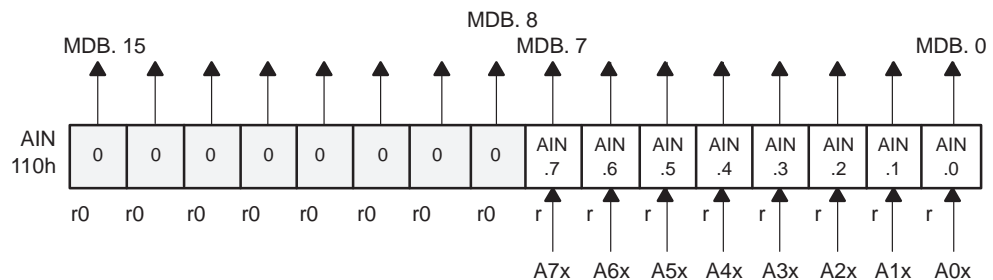 MDB. 8
MDB. 15 MDB. 7 MDB. 0
AIN 110h
0 0 0 0 0 0 0 0 AIN .7 AIN .6 AIN .5 AIN .4 AIN .3 AIN .2 AIN .1 AIN .0
r0 r0 r0 r0 r0 r0 r0 r0 r r r r r r r r
A7x A6x A5x A4x A3x A2x A1x A0x